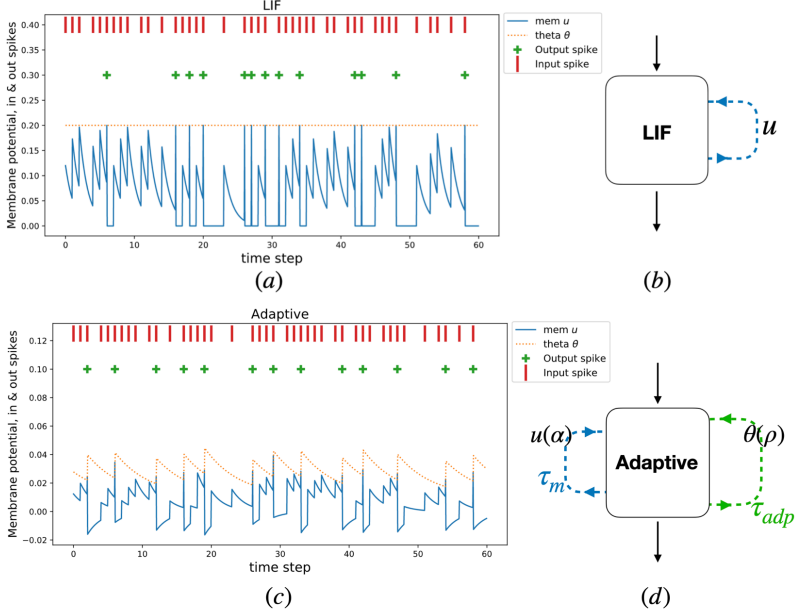 LIF
Membrane potential, in & out spikes
0.40
0.35
0.30
0.25
0.20
0.15
0.10
0.05
0.00
0 10 20 30 40 50 60
time step
mem u
theta θ
Output spike
Input spike
(a)
LIF
u
(b)
Adaptive
Membrane potential, in & out spikes
0.12
0.10
0.08
0.06
0.04
0.02
0.00
−0.02
0 10 20 30 40 50 60
time step
mem u
theta θ
Output spike
Input spike
(c)
u(α)
τm
Adaptive
θ(ρ)
τadp
(d)